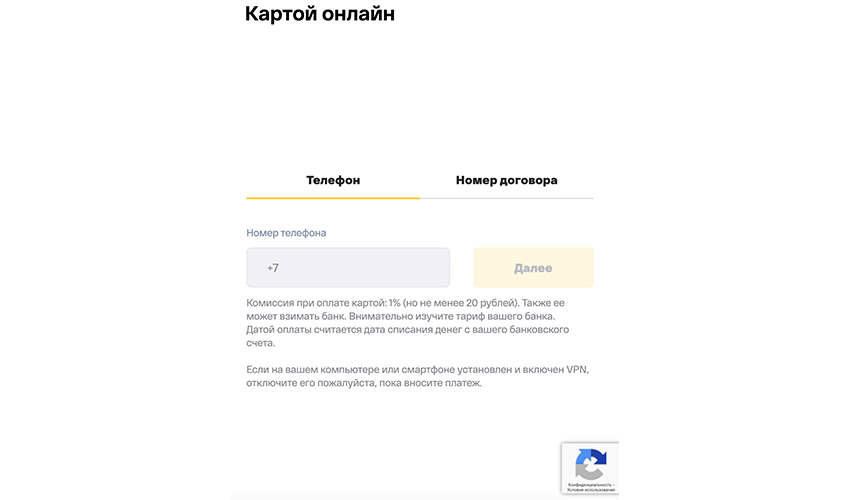 Картой онлайн
Телефон
Номер договора
Номер телефона
+7
Далее
Комиссия при оплате картой: 1% (но не менее 20 рублей). Также ее
может взимать банк. Внимательно изучите тариф вашего банка.
Датой оплаты считается дата списания денег с вашего банковского
счета.
Если на вашем компьютере или смартфоне установлен и включен VPN,
отключите его пожалуйста, пока вносите платеж.
Конфиденциальность -
Условия использования